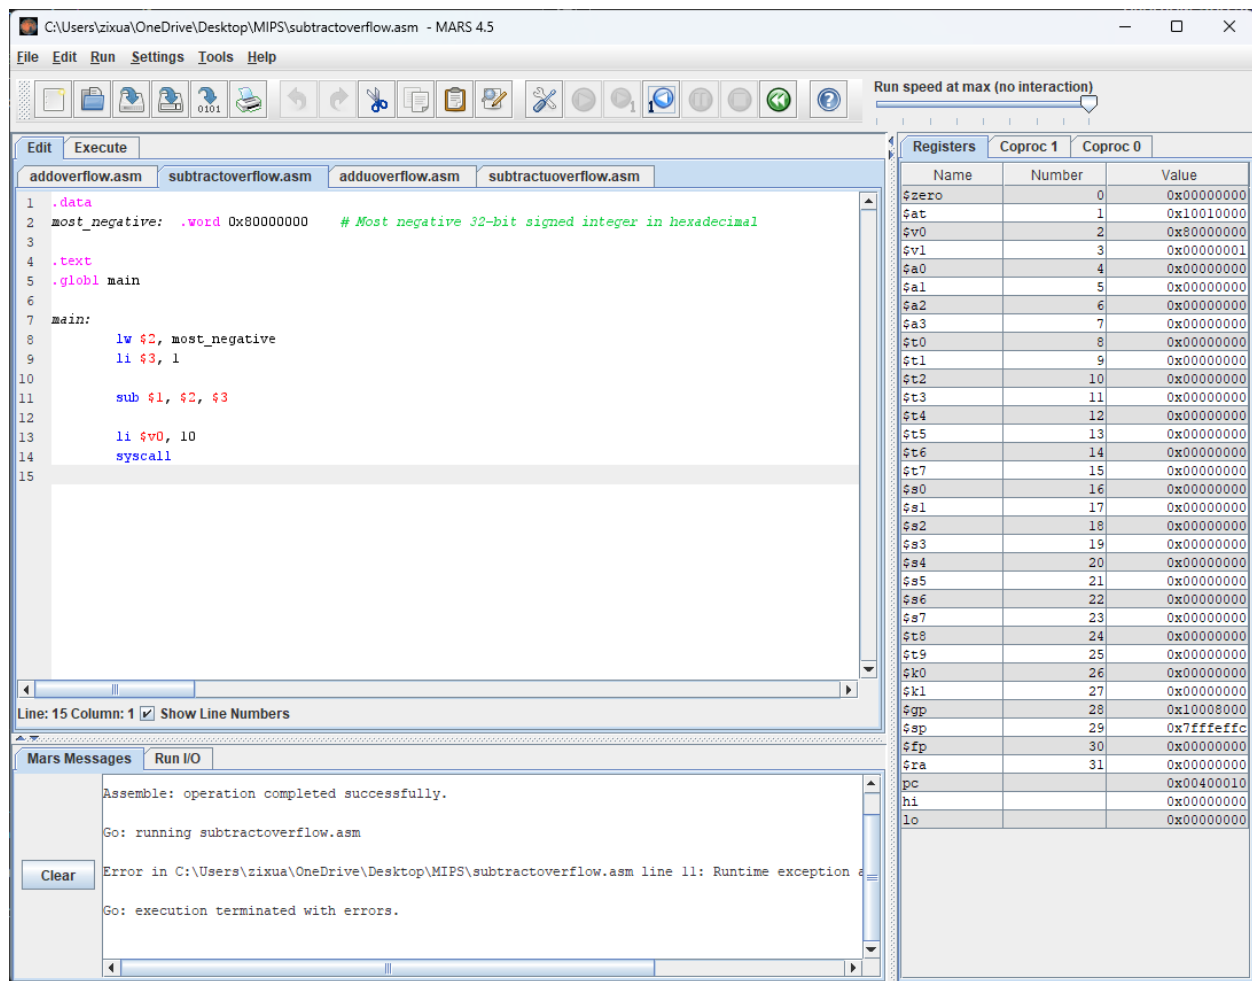 C:\Users\zixua\OneDrive\Desktop\MIPS\subtractoverflow.asm - MARS 4.5
File Edit Run Settings Tools Help
Run speed at max (no interaction)
Edit Execute
addoverflow.asm subtractoverflow.asm adduoverflow.asm subtractuoverflow.asm
1 .data
2 most_negative: .word 0x80000000 # Most negative 32-bit signed integer in hexadecimal
3
4 .text
5 .globl main
6
7 main:
8 lw $2, most_negative
9 li $3, 1
10
11 sub $1, $2, $3
12
13 li $v0, 10
14 syscall
15
Line: 15 Column: 1 Show Line Numbers
Mars Messages Run I/O
Assemble: operation completed successfully.
Go: running subtractoverflow.asm
Error in C:\Users\zixua\OneDrive\Desktop\MIPS\subtractoverflow.asm line 11: Runtime exception a
Go: execution terminated with errors.
Clear
Registers Coproc 1 Coproc 0
Name Number Value
$zero 0 0x00000000
$at 1 0x10010000
$v0 2 0x80000000
$v1 3 0x00000001
$a0 4 0x00000000
$a1 5 0x00000000
$a2 6 0x00000000
$a3 7 0x00000000
$t0 8 0x00000000
$t1 9 0x00000000
$t2 10 0x00000000
$t3 11 0x00000000
$t4 12 0x00000000
$t5 13 0x00000000
$t6 14 0x00000000
$t7 15 0x00000000
$s0 16 0x00000000
$s1 17 0x00000000
$s2 18 0x00000000
$s3 19 0x00000000
$s4 20 0x00000000
$s5 21 0x00000000
$s6 22 0x00000000
$s7 23 0x00000000
$t8 24 0x00000000
$t9 25 0x00000000
$k0 26 0x00000000
$k1 27 0x00000000
$gp 28 0x10008000
$sp 29 0x7fffeffc
$fp 30 0x00000000
$ra 31 0x00000000
pc 0x00400010
hi 0x00000000
lo 0x00000000